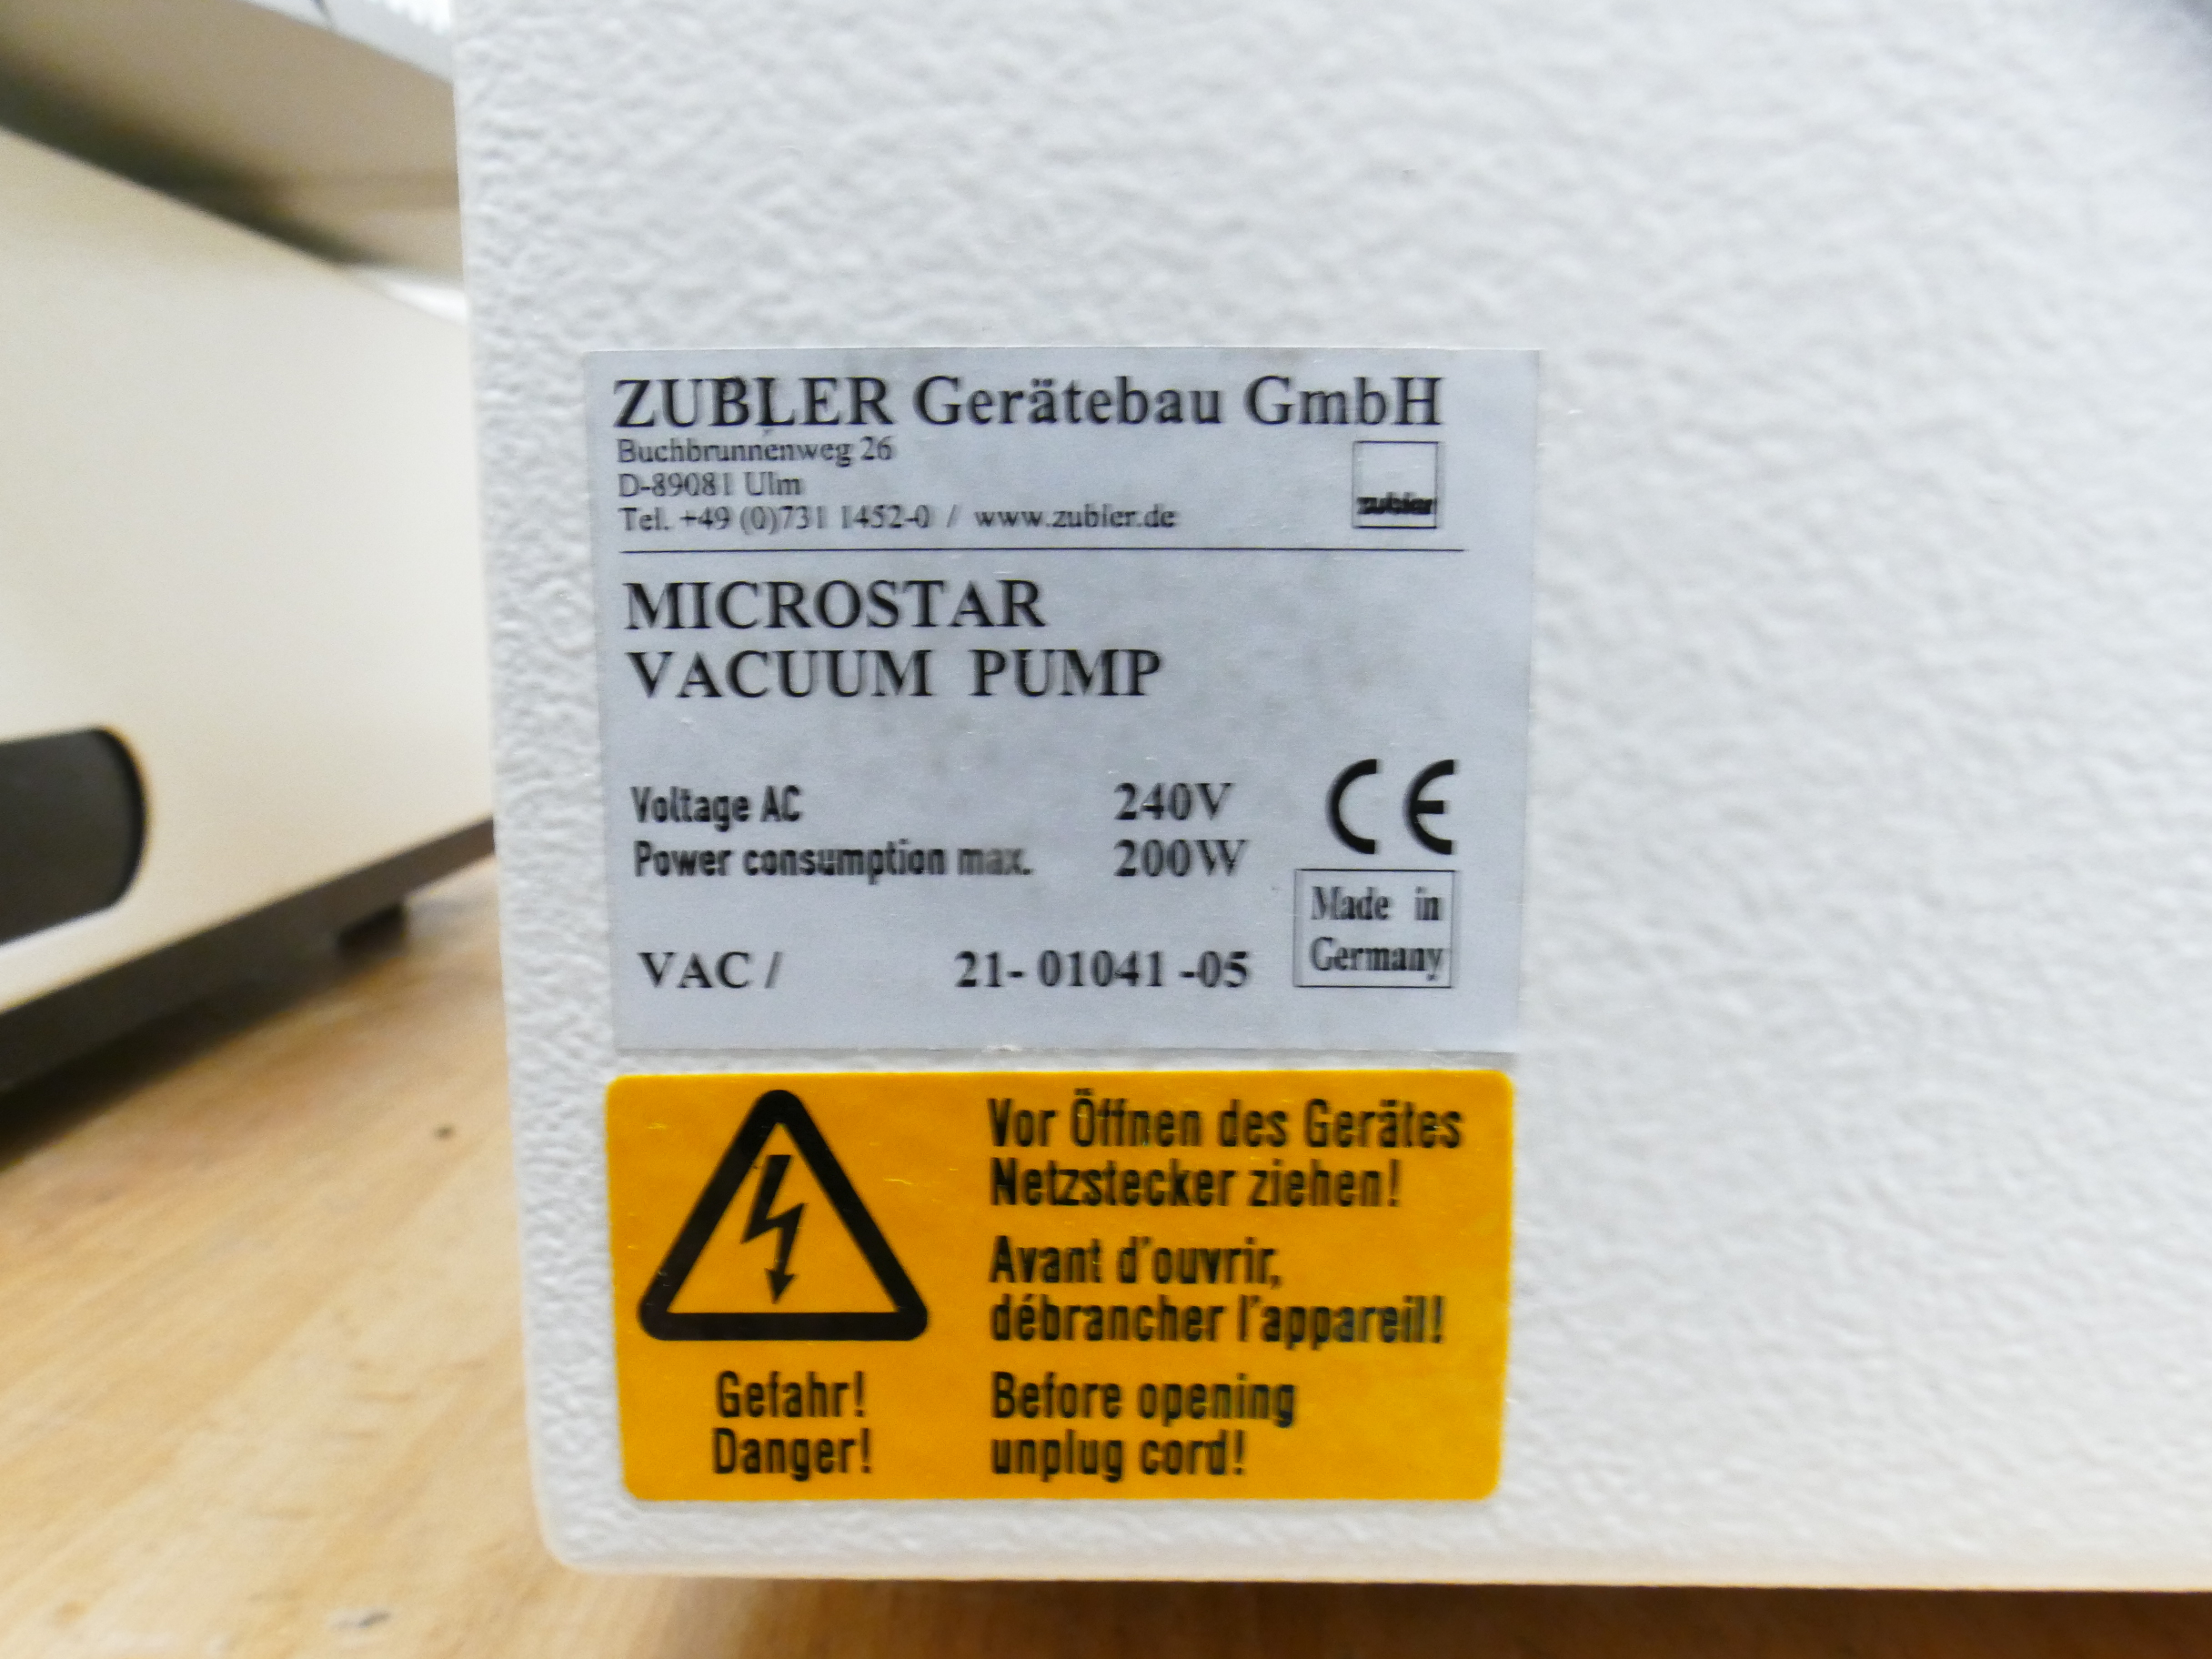 ZUBLER Gerätebau GmbH
Buchbrunnenweg 26
D-89081 Ulm
Tel. +49 (0)731 1452-0 / www.zubler.de
zubler
MICROSTAR
VACUUM PUMP
Voltage AC 240V
CE
Power consumption max. 200W
Made in
Germany
VAC / 21- 01041 -05
Vor Öffnen des Gerätes
Netzstecker ziehen!
Avant d'ouvrir,
débrancher l'appareil!
Gefahr!
Danger!
Before opening
unplug cord!